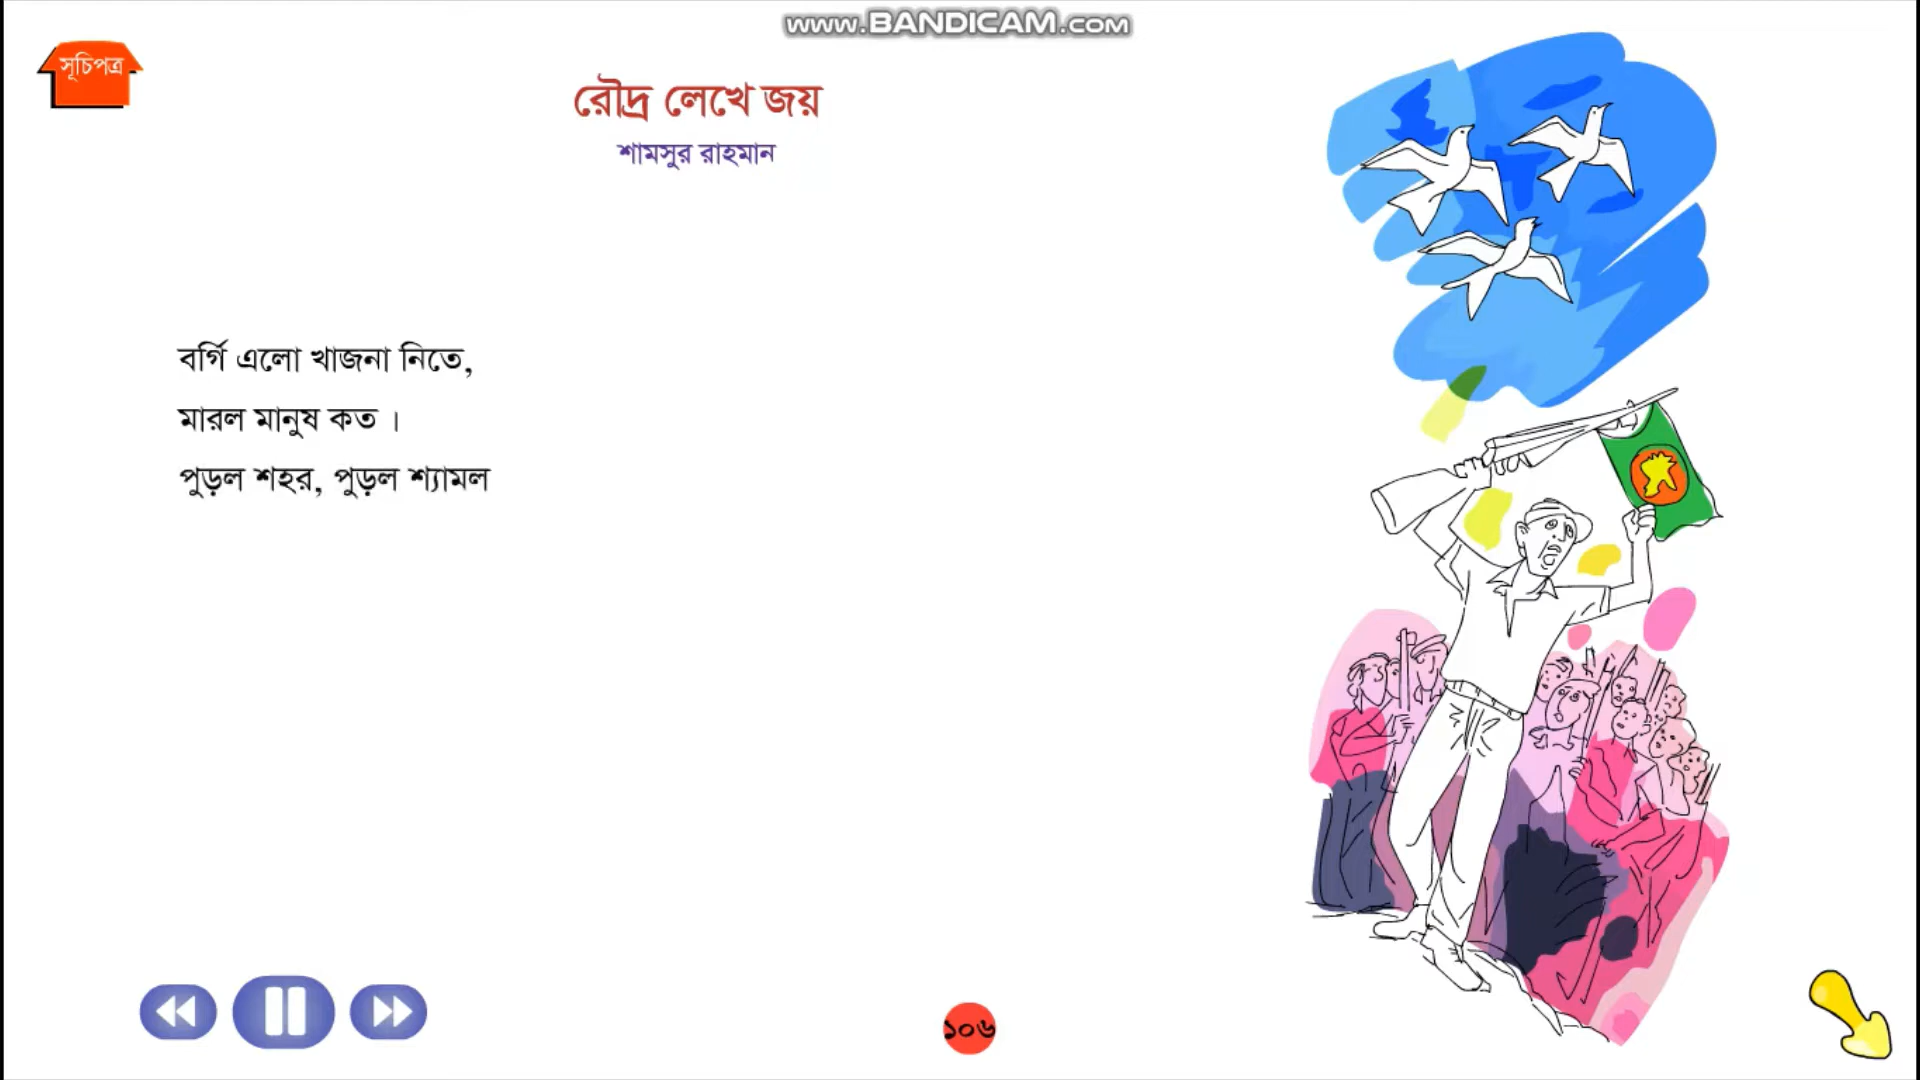 www.BANDICAM.com
সূচিপত্র
রৌদ্র লেখে জয়
শামসুর রাহমান
বর্গি এলো খাজনা নিতে,
মারল মানুষ কত ।
পুড়ল শহর, পুড়ল শ্যামল
১০৬